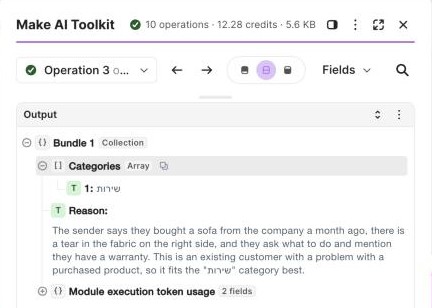 Make AI Toolkit 10 operations · 12.28 credits · 5.6 KB
Operation 3 o... Fields
Output
{} Bundle 1 Collection
[] Categories Array
T 1: שירות
T Reason:
The sender says they bought a sofa from the company a month ago, there is
a tear in the fabric on the right side, and they ask what to do and mention
they have a warranty. This is an existing customer with a problem with a
purchased product, so it fits the "שירות" category best.
{} Module execution token usage 2 fields